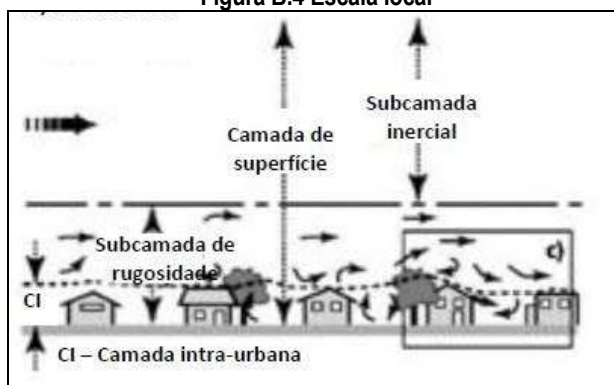 Figura B.4 Escala local
Camada de
superfície
Subcamada
inercial
Subcamada de
rugosidade
c)
CI
CI – Camada intra-urbana